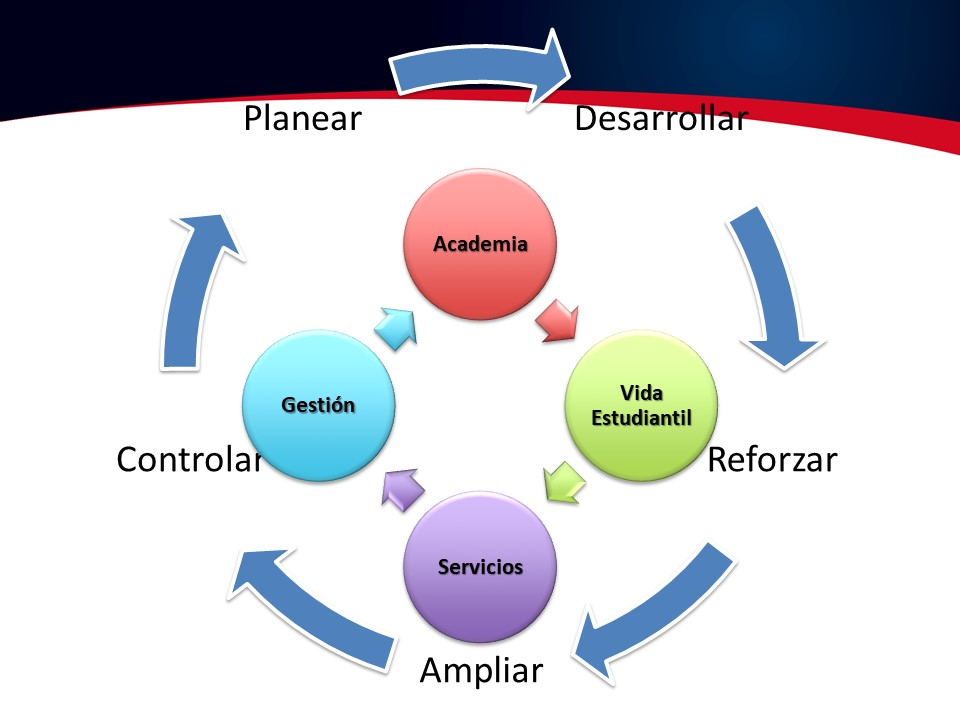 Planear
Desarrollar
Academia
Gestión
Vida
Estudiantil
Controlar
Reforzar
Servicios
Ampliar